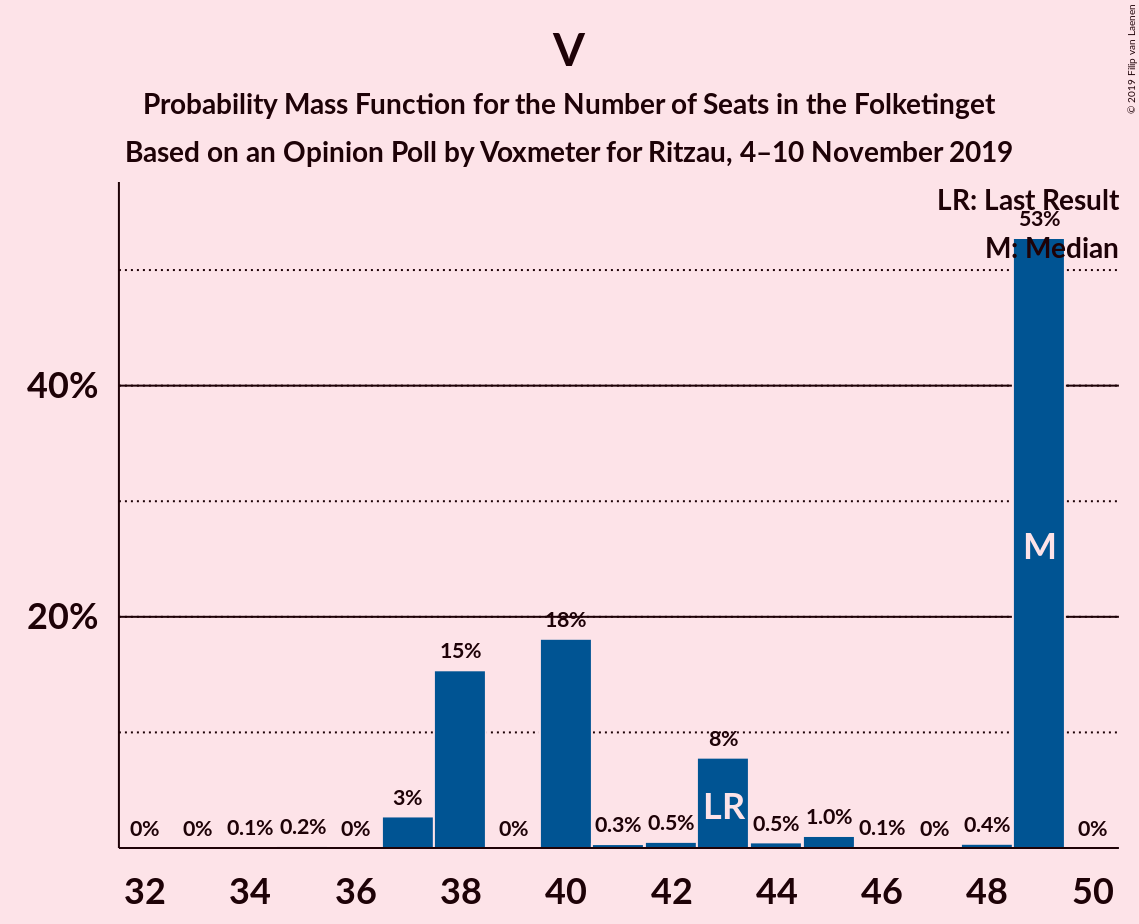 V
Probability Mass Function for the Number of Seats in the Folketinget
Based on an Opinion Poll by Voxmeter for Ritzau, 4–10 November 2019
© 2019 Filip van Laenen
LR: Last Result
53%
M: Median
40%
M
20%
18%
15%
8%
3%
LR
0% 0% 0.1% 0.2% 0% 0% 0.3% 0.5% 0.5% 1.0% 0.1% 0% 0.4% 0%
32 34 36 38 40 42 44 46 48 50